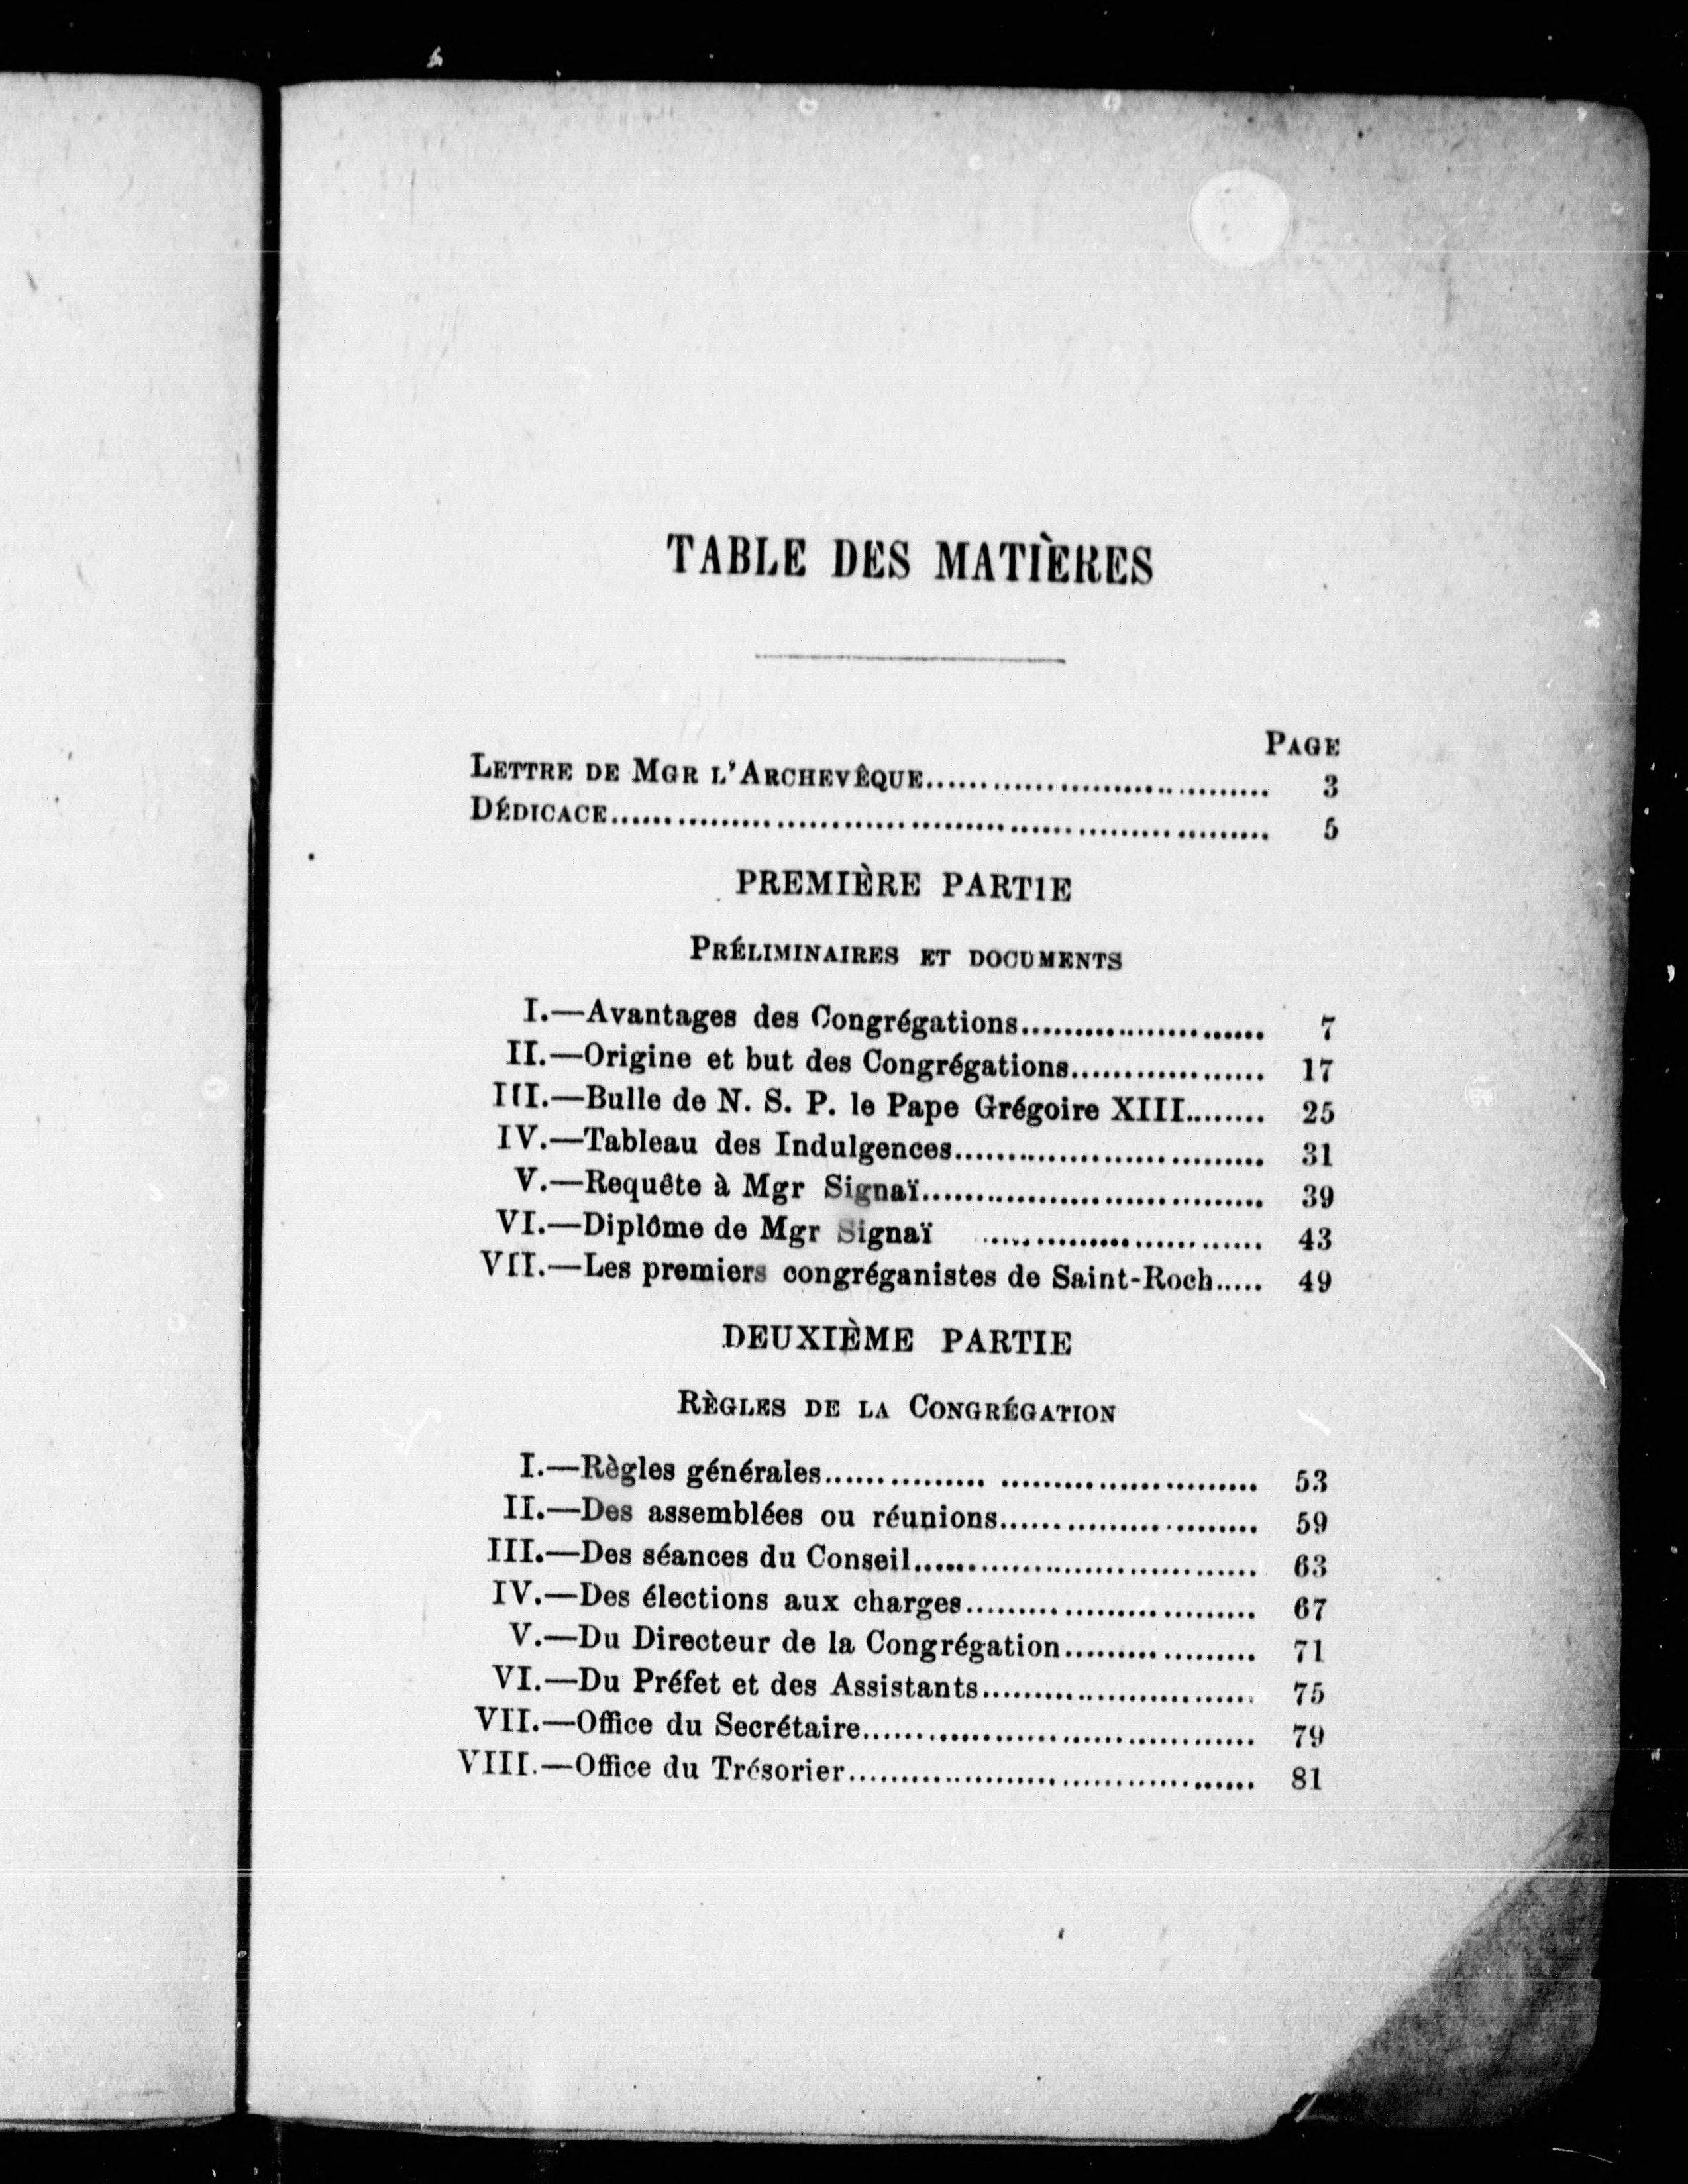 TABLE DES MATIÈRES
PAGE
LETTRE DE MGR L'ARCHEVÊQUE.................................... 3
DÉDICACE............................................................ 5
PREMIÈRE PARTIE
PRÉLIMINAIRES ET DOCUMENTS
I.—Avantages des Congrégations....................... 7
II.—Origine et but des Congrégations.................. 17
III.—Bulle de N. S. P. le Pape Grégoire XIII........ 25
IV.—Tableau des Indulgences............................. 31
V.—Requête à Mgr Signaï................................ 39
VI.—Diplôme de Mgr Signaï ........................... 43
VII.—Les premiers congréganistes de Saint-Roch..... 49
DEUXIÈME PARTIE
RÈGLES DE LA CONGRÉGATION
I.—Règles générales............... ........................ 53
II.—Des assemblées ou réunions........................ 59
III.—Des séances du Conseil................................ 63
IV.—Des élections aux charges........................... 67
V.—Du Directeur de la Congrégation.................. 71
VI.—Du Préfet et des Assistants......................... 75
VII.—Office du Secrétaire..................................... 79
VIII.—Office du Trésorier...................................... 81